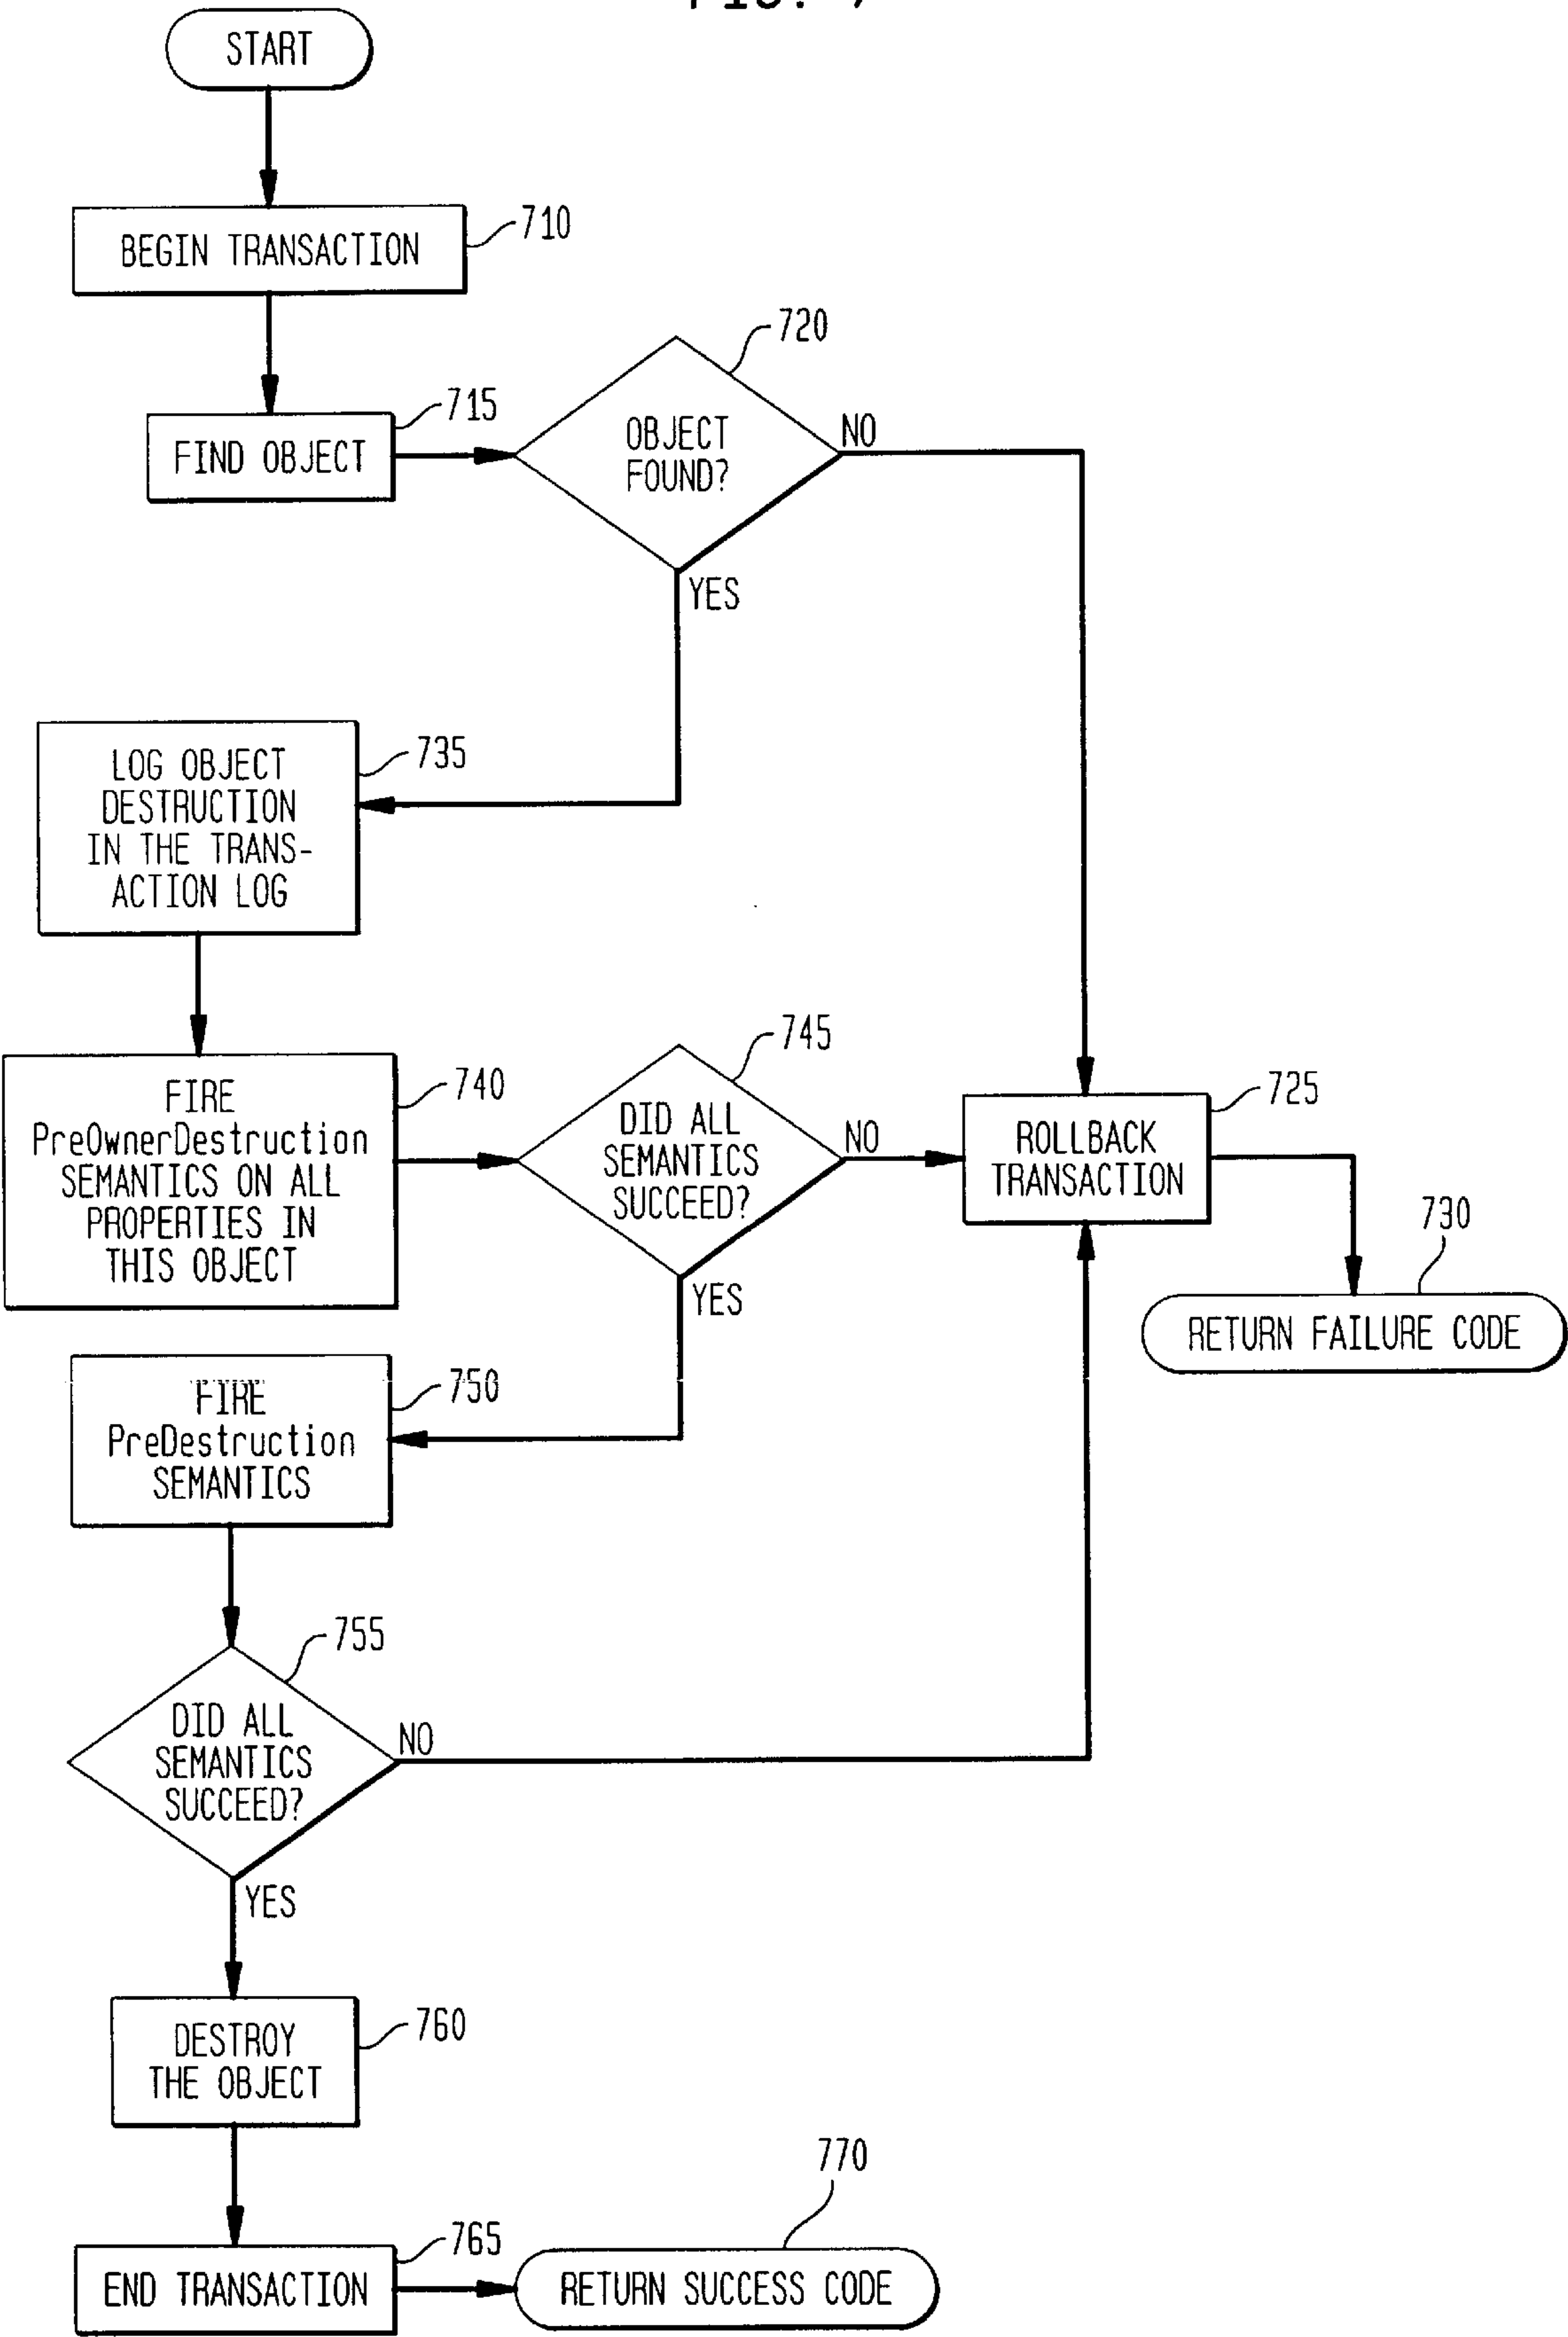 START
BEGIN TRANSACTION
710
720
715
FIND OBJECT
OBJECT
FOUND?
NO
YES
735
LOG OBJECT
DESTRUCTION
IN THE TRANS-
ACTION LOG
740
FIRE
PreOwnerDestruction
SEMANTICS ON ALL
PROPERTIES IN
THIS OBJECT
745
DID ALL
SEMANTICS
SUCCEED?
NO
YES
725
ROLLBACK
TRANSACTION
730
RETURN FAILURE CODE
750
FIRE
PreDestruction
SEMANTICS
755
DID ALL
SEMANTICS
SUCCEED?
NO
YES
760
DESTROY
THE OBJECT
765
END TRANSACTION
770
RETURN SUCCESS CODE